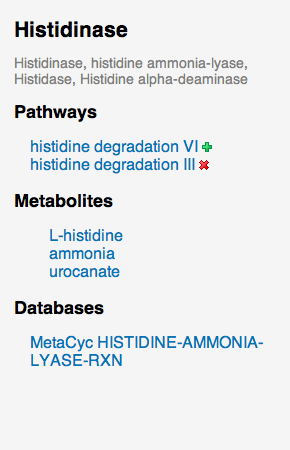 Histidinase
Histidinase, histidine ammonia-lyase,
Histidase, Histidine alpha-deaminase
Pathways
histidine degradation VI
histidine degradation III
Metabolites
L-histidine
ammonia
urocanate
Databases
MetaCyc HISTIDINE-AMMONIA-
LYASE-RXN